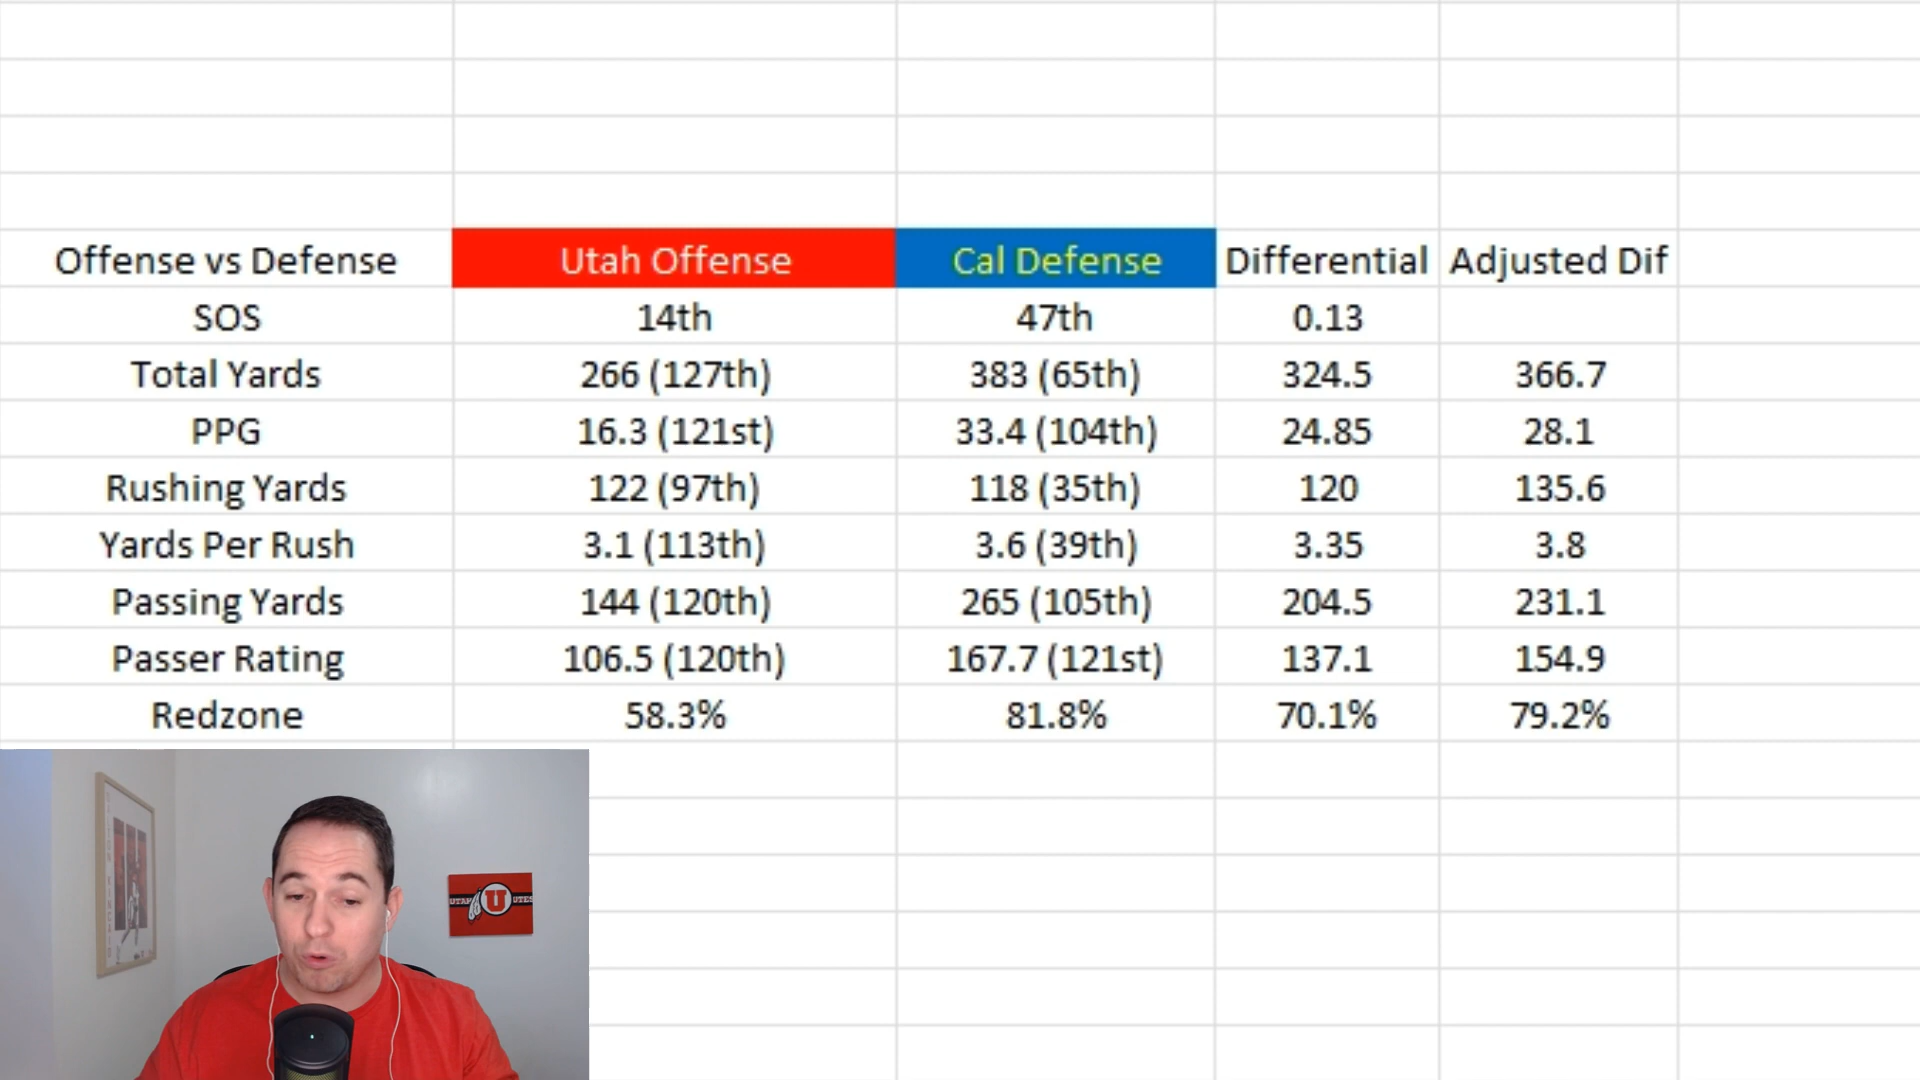 Offense vs Defense Utah Offense Cal Defense Differential Adjusted Dif
SOS 14th 47th 0.13
Total Yards 266 (127th) 383 (65th) 324.5 366.7
PPG 16.3 (121st) 33.4 (104th) 24.85 28.1
Rushing Yards 122 (97th) 118 (35th) 120 135.6
Yards Per Rush 3.1 (113th) 3.6 (39th) 3.35 3.8
Passing Yards 144 (120th) 265 (105th) 204.5 231.1
Passer Rating 106.5 (120th) 167.7 (121st) 137.1 154.9
Redzone 58.3% 81.8% 70.1% 79.2%
UTAH U UTES